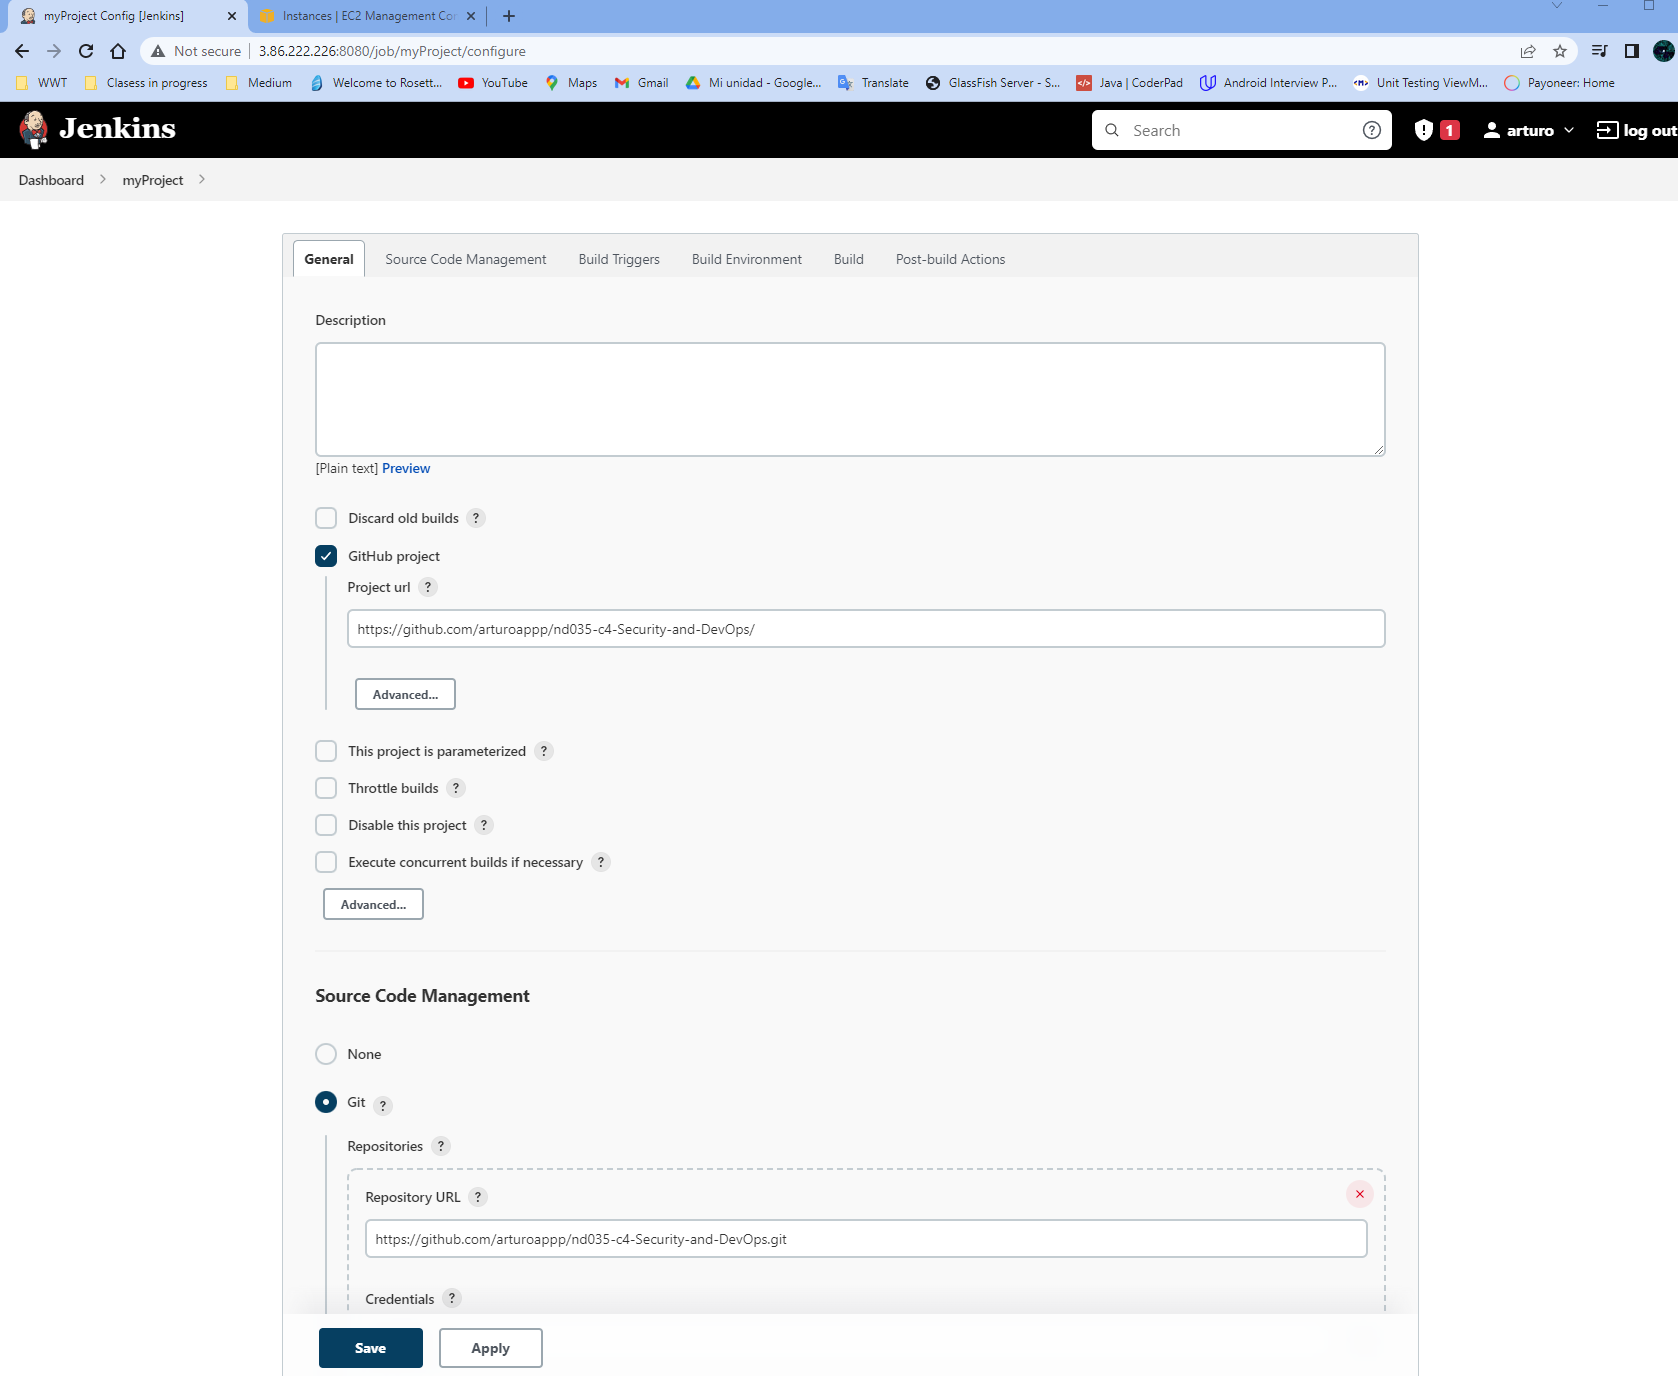 myProject Config [Jenkins]
Instances | EC2 Management Con
Not secure
3.86.222.226:8080/job/myProject/configure
WWT
Clasess in progress
Medium
Welcome to Rosett...
YouTube
Maps
Gmail
Mi unidad - Google...
Translate
GlassFish Server - S...
Java | CoderPad
Android Interview P...
Unit Testing ViewM...
Payoneer: Home
Jenkins
Search
?
1
arturo
log out
Dashboard
myProject
General
Source Code Management
Build Triggers
Build Environment
Build
Post-build Actions
Description
[Plain text] Preview
Discard old builds ?
GitHub project
Project url ?
https://github.com/arturoappp/nd035-c4-Security-and-DevOps/
Advanced...
This project is parameterized ?
Throttle builds ?
Disable this project ?
Execute concurrent builds if necessary ?
Advanced...
Source Code Management
None
Git ?
Repositories ?
Repository URL ?
https://github.com/arturoappp/nd035-c4-Security-and-DevOps.git
Credentials ?
Save
Apply